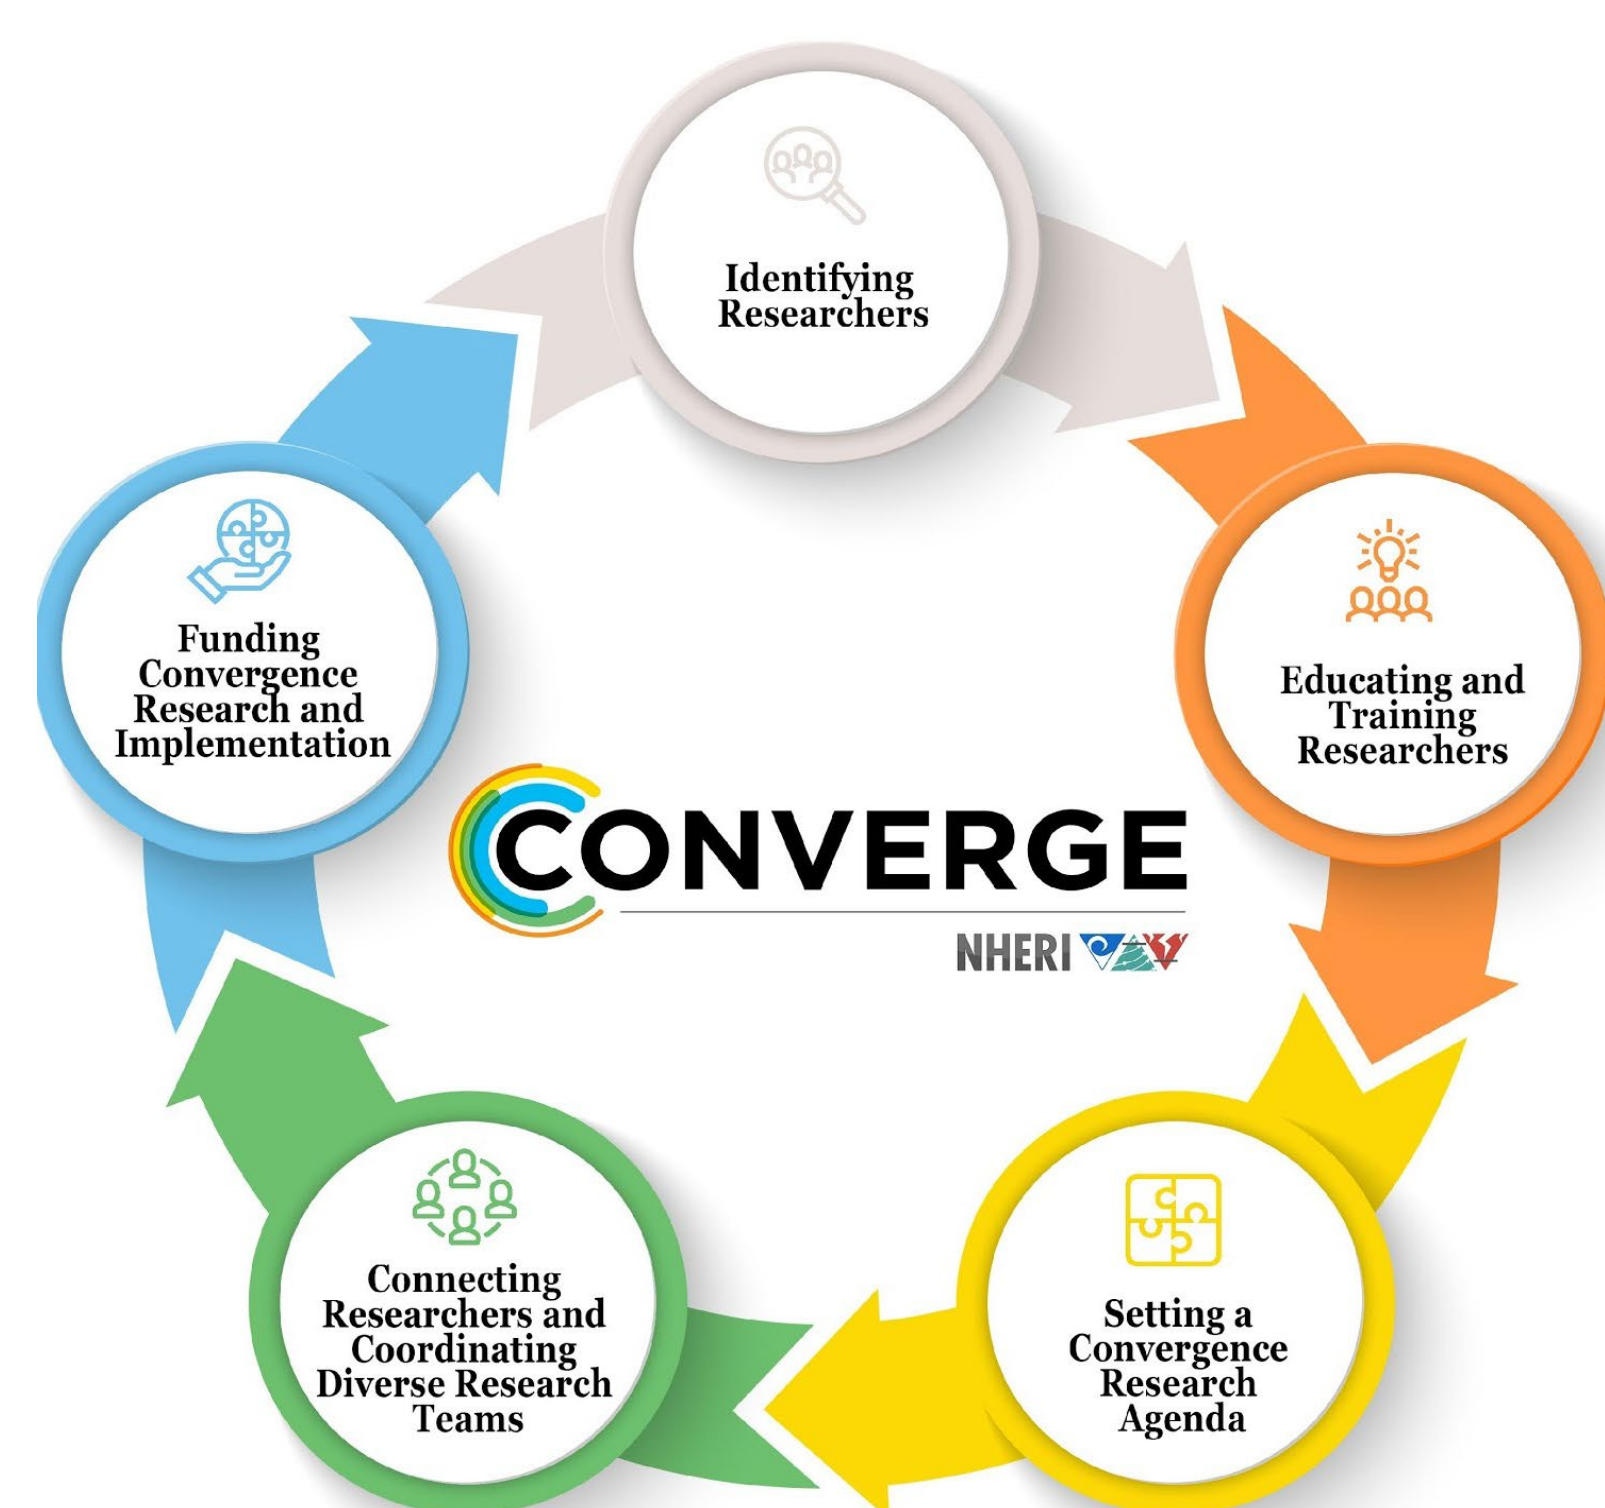 Identifying
Researchers
Educating and
Training
Researchers
Setting a
Convergence
Research
Agenda
Connecting
Researchers and
Coordinating
Diverse Research
Teams
Funding
Convergence
Research and
Implementation
CONVERGE
NHERI